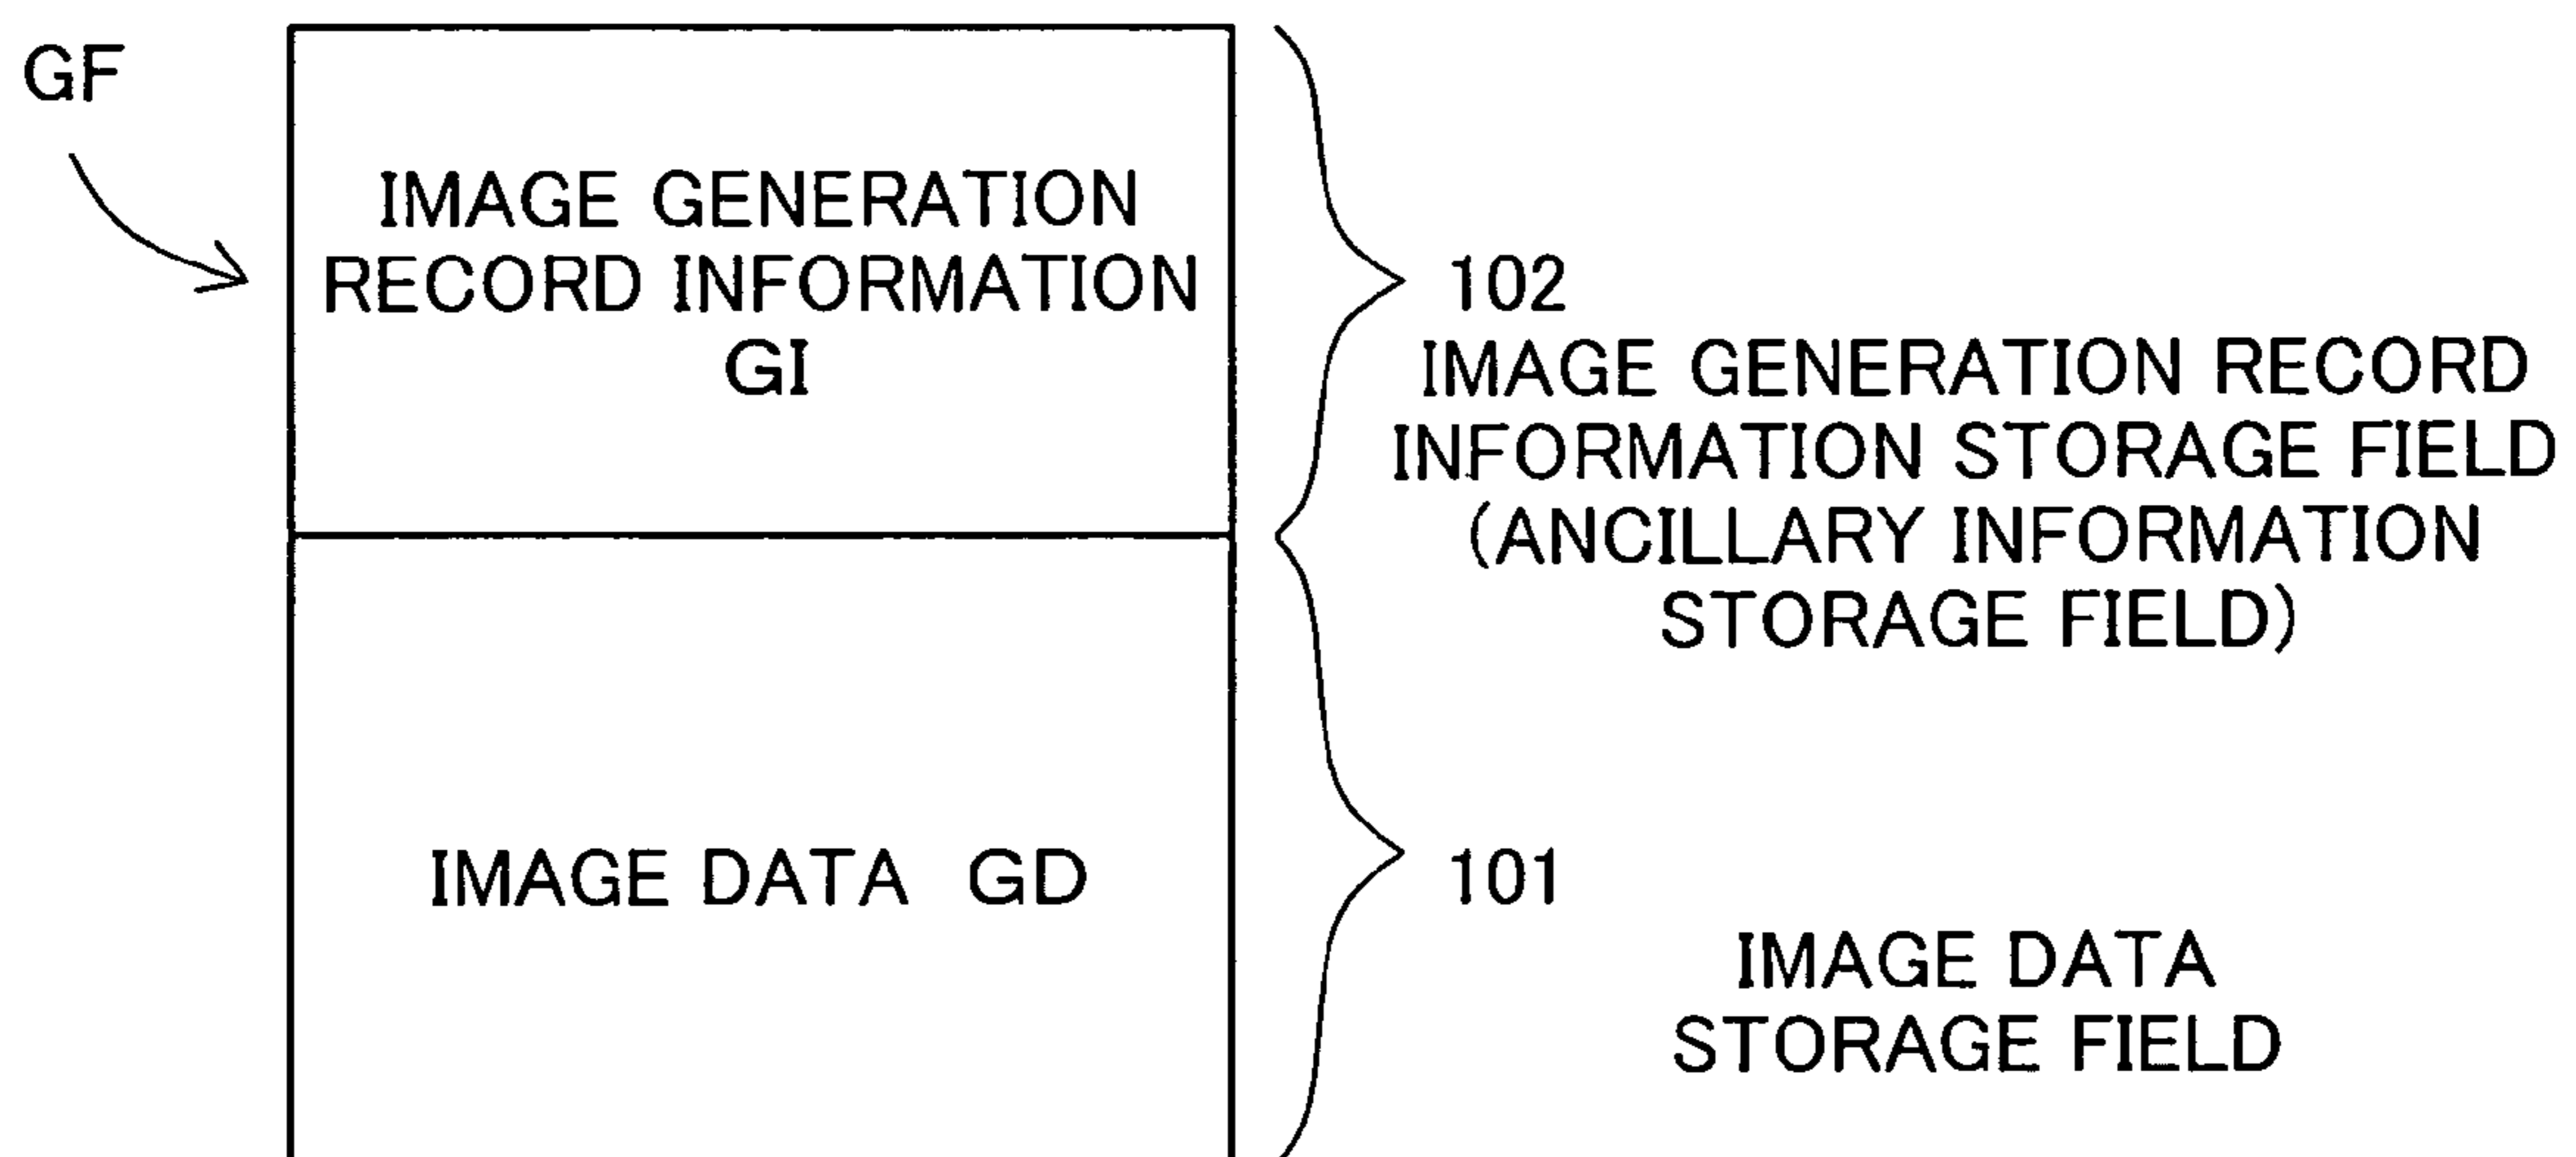 GF
IMAGE GENERATION
RECORD INFORMATION
GI
102
IMAGE GENERATION RECORD
INFORMATION STORAGE FIELD
(ANCILLARY INFORMATION
STORAGE FIELD)
IMAGE DATA GD
101
IMAGE DATA
STORAGE FIELD